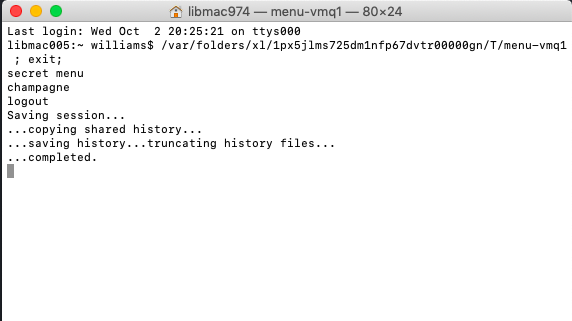 libmac974 — menu-vmq1 — 80×24
Last login: Wed Oct  2 20:25:21 on ttys000
libmac005:~ williams$ /var/folders/xl/1px5jlms725dm1nfp67dvtr00000gn/T/menu-vmq1
 ; exit;
secret menu
champagne
logout
Saving session...
...copying shared history...
...saving history...truncating history files...
...completed.